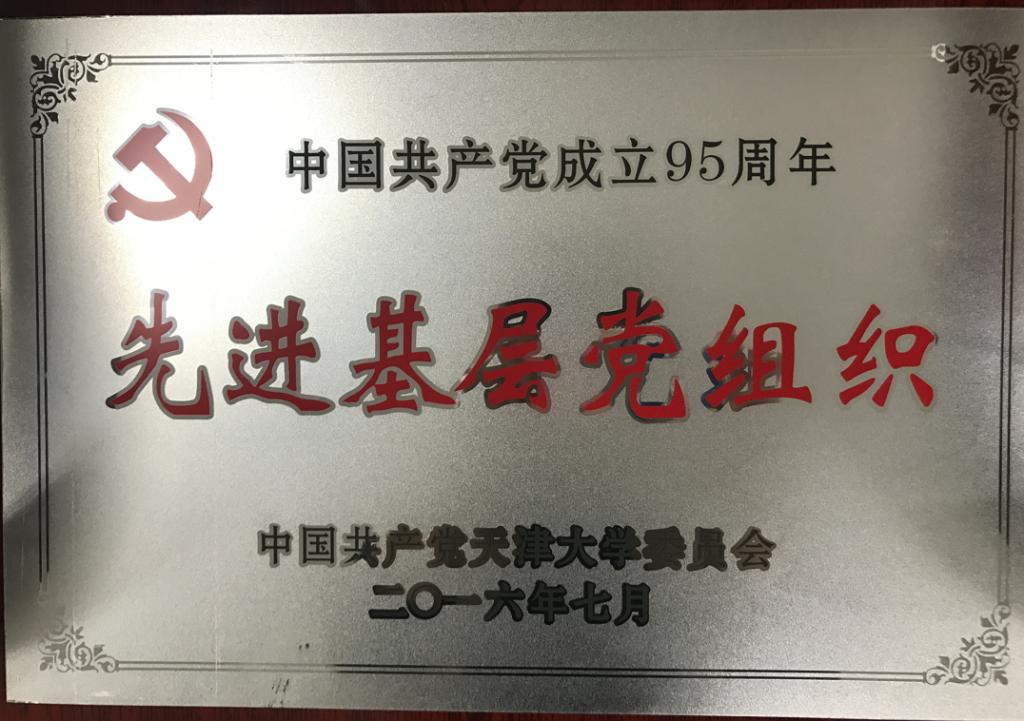 中国共产党成立95周年
先进基层党组织
中国共产党天津大学委员会
二〇一六年七月